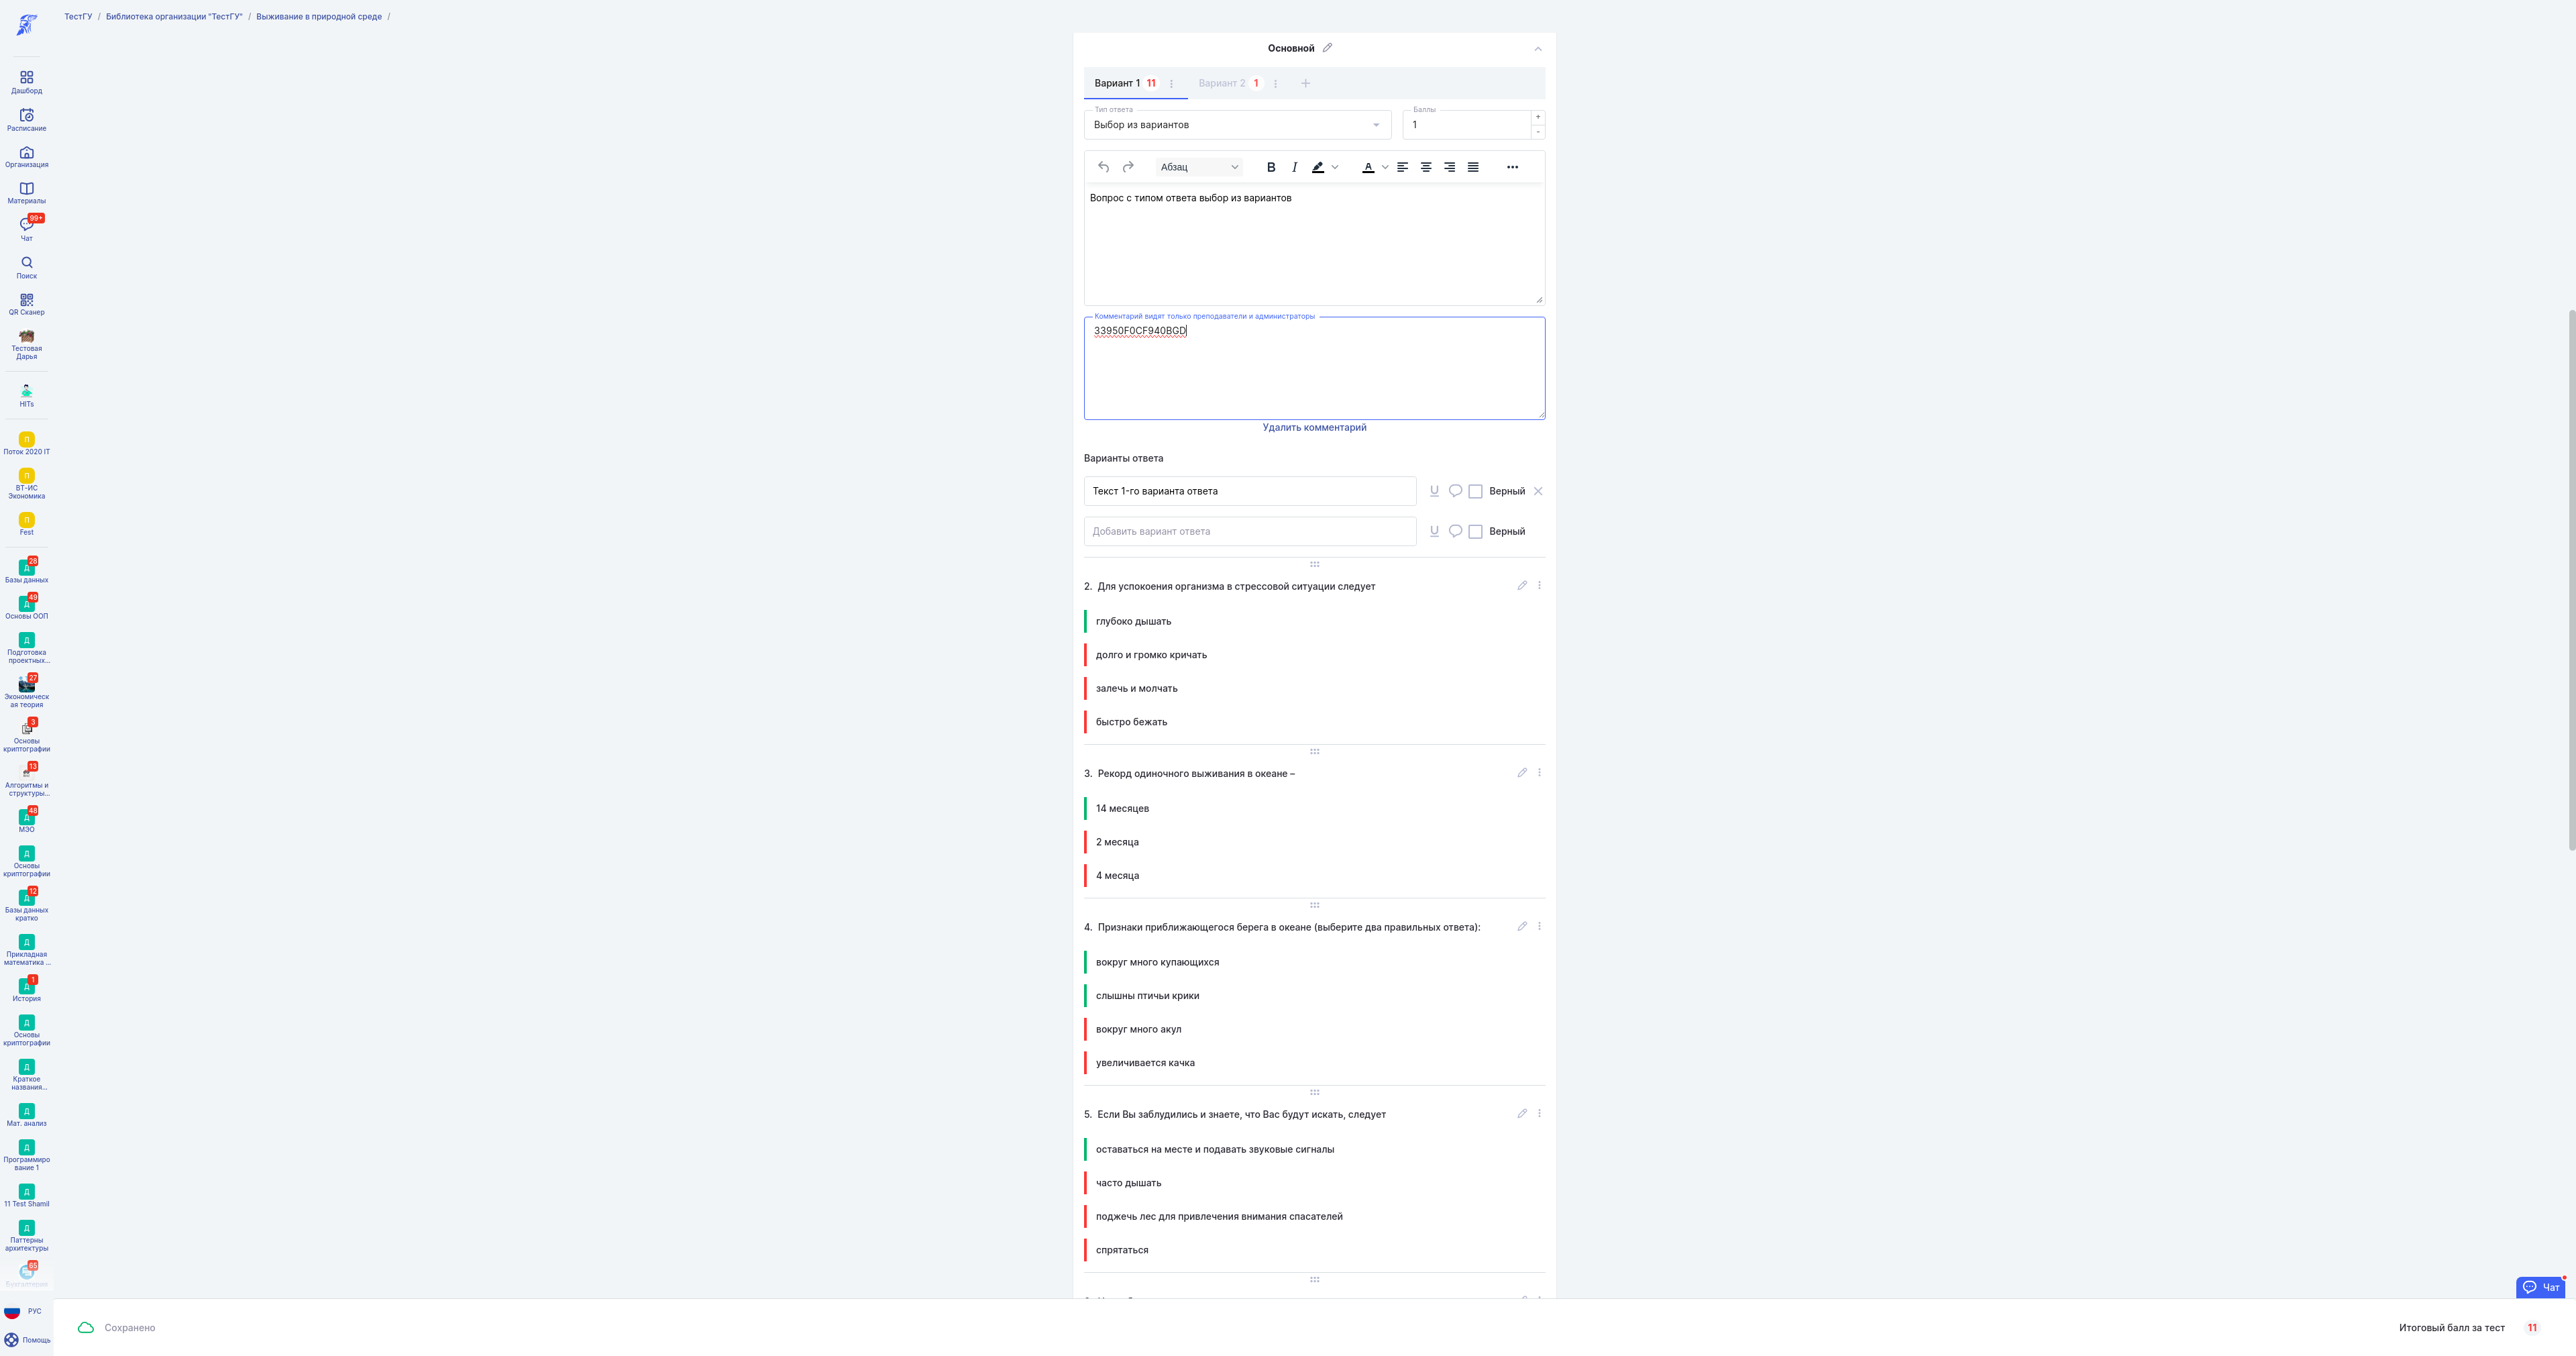 ТестГУ / Библиотека организации "ТестГУ" / Выживание в природной среде /
Дашборд
Расписание
Организация
Материалы
99+
Чат
Поиск
QR Сканер
Тестовая
Дарья
HITs
П
Поток 2020 IT
П
ВТ-ИС
Экономика
П
Fest
28
Д
Базы данных
49
Д
Основы ООП
Д
Подготовка
проектных...
27
Экономическ
ая теория
3
Основы
криптографии
13
Алгоритмы и
структуры...
48
Д
МЭО
Д
Основы
криптографии
12
Д
Базы данных
кратко
Д
Прикладная
математика ...
1
Д
История
Д
Основы
криптографии
Д
Краткое
названия...
Д
Мат. анализ
Д
Программиро
вание 1
Д
11 Test Shamil
Д
Паттерны
архитектуры
65
Бухгалтерия
РУС
Помощь
Основной
Вариант 1 11
Вариант 2 1
+
Тип ответа
Выбор из вариантов
Баллы
1
+
-
Абзац
B I A
Вопрос с типом ответа выбор из вариантов
Комментарий видят только преподаватели и администраторы
33950F0CF940BGD
Удалить комментарий
Варианты ответа
Текст 1-го варианта ответа
Верный
Добавить вариант ответа
Верный
2. Для успокоения организма в стрессовой ситуации следует
глубоко дышать
долго и громко кричать
залечь и молчать
быстро бежать
3. Рекорд одиночного выживания в океане –
14 месяцев
2 месяца
4 месяца
4. Признаки приближающегося берега в океане (выберите два правильных ответа):
вокруг много купающихся
слышны птичьи крики
вокруг много акул
увеличивается качка
5. Если Вы заблудились и знаете, что Вас будут искать, следует
оставаться на месте и подавать звуковые сигналы
часто дышать
поджечь лес для привлечения внимания спасателей
спрятаться
Чат
Сохранено
Итоговый балл за тест 11